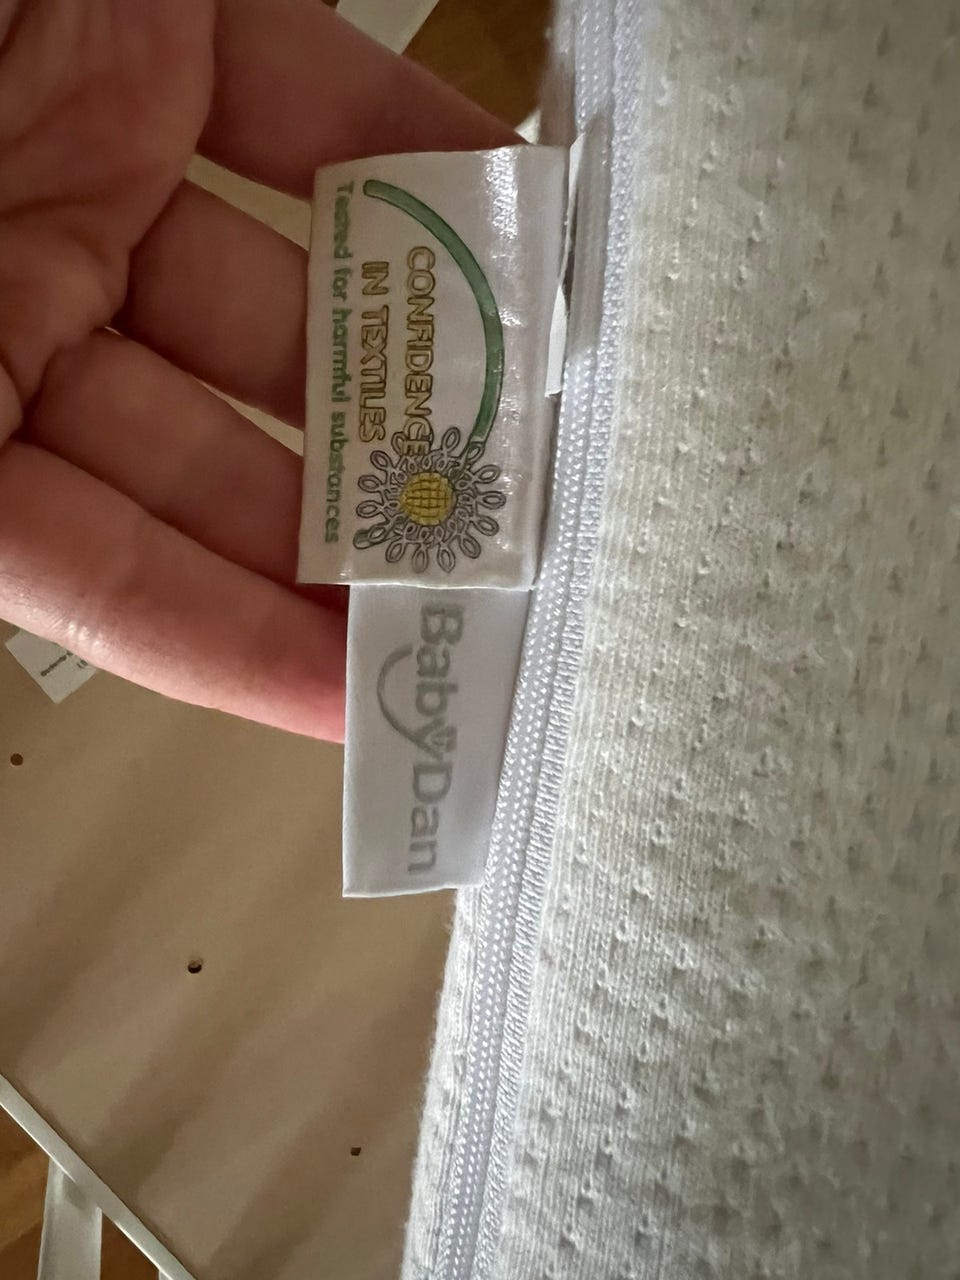 CONFIDENCE
IN TEXTILES
Tested for harmful substances
BabyDan